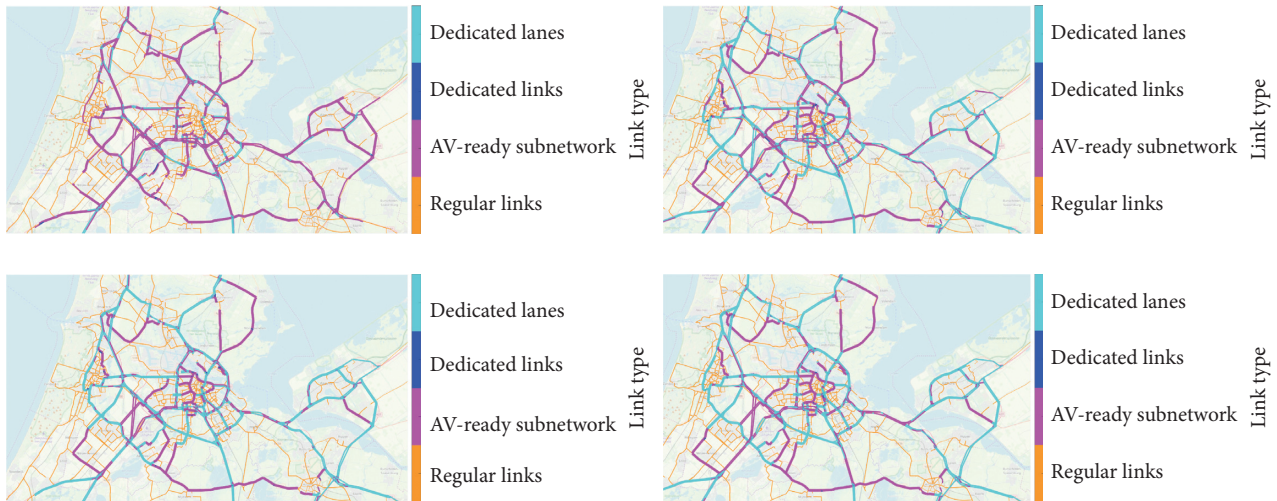 Dedicated lanes
Dedicated links
AV-ready subnetwork
Regular links
Link type
Dedicated lanes
Dedicated links
AV-ready subnetwork
Regular links
Link type
Dedicated lanes
Dedicated links
AV-ready subnetwork
Regular links
Link type
Dedicated lanes
Dedicated links
AV-ready subnetwork
Regular links
Link type